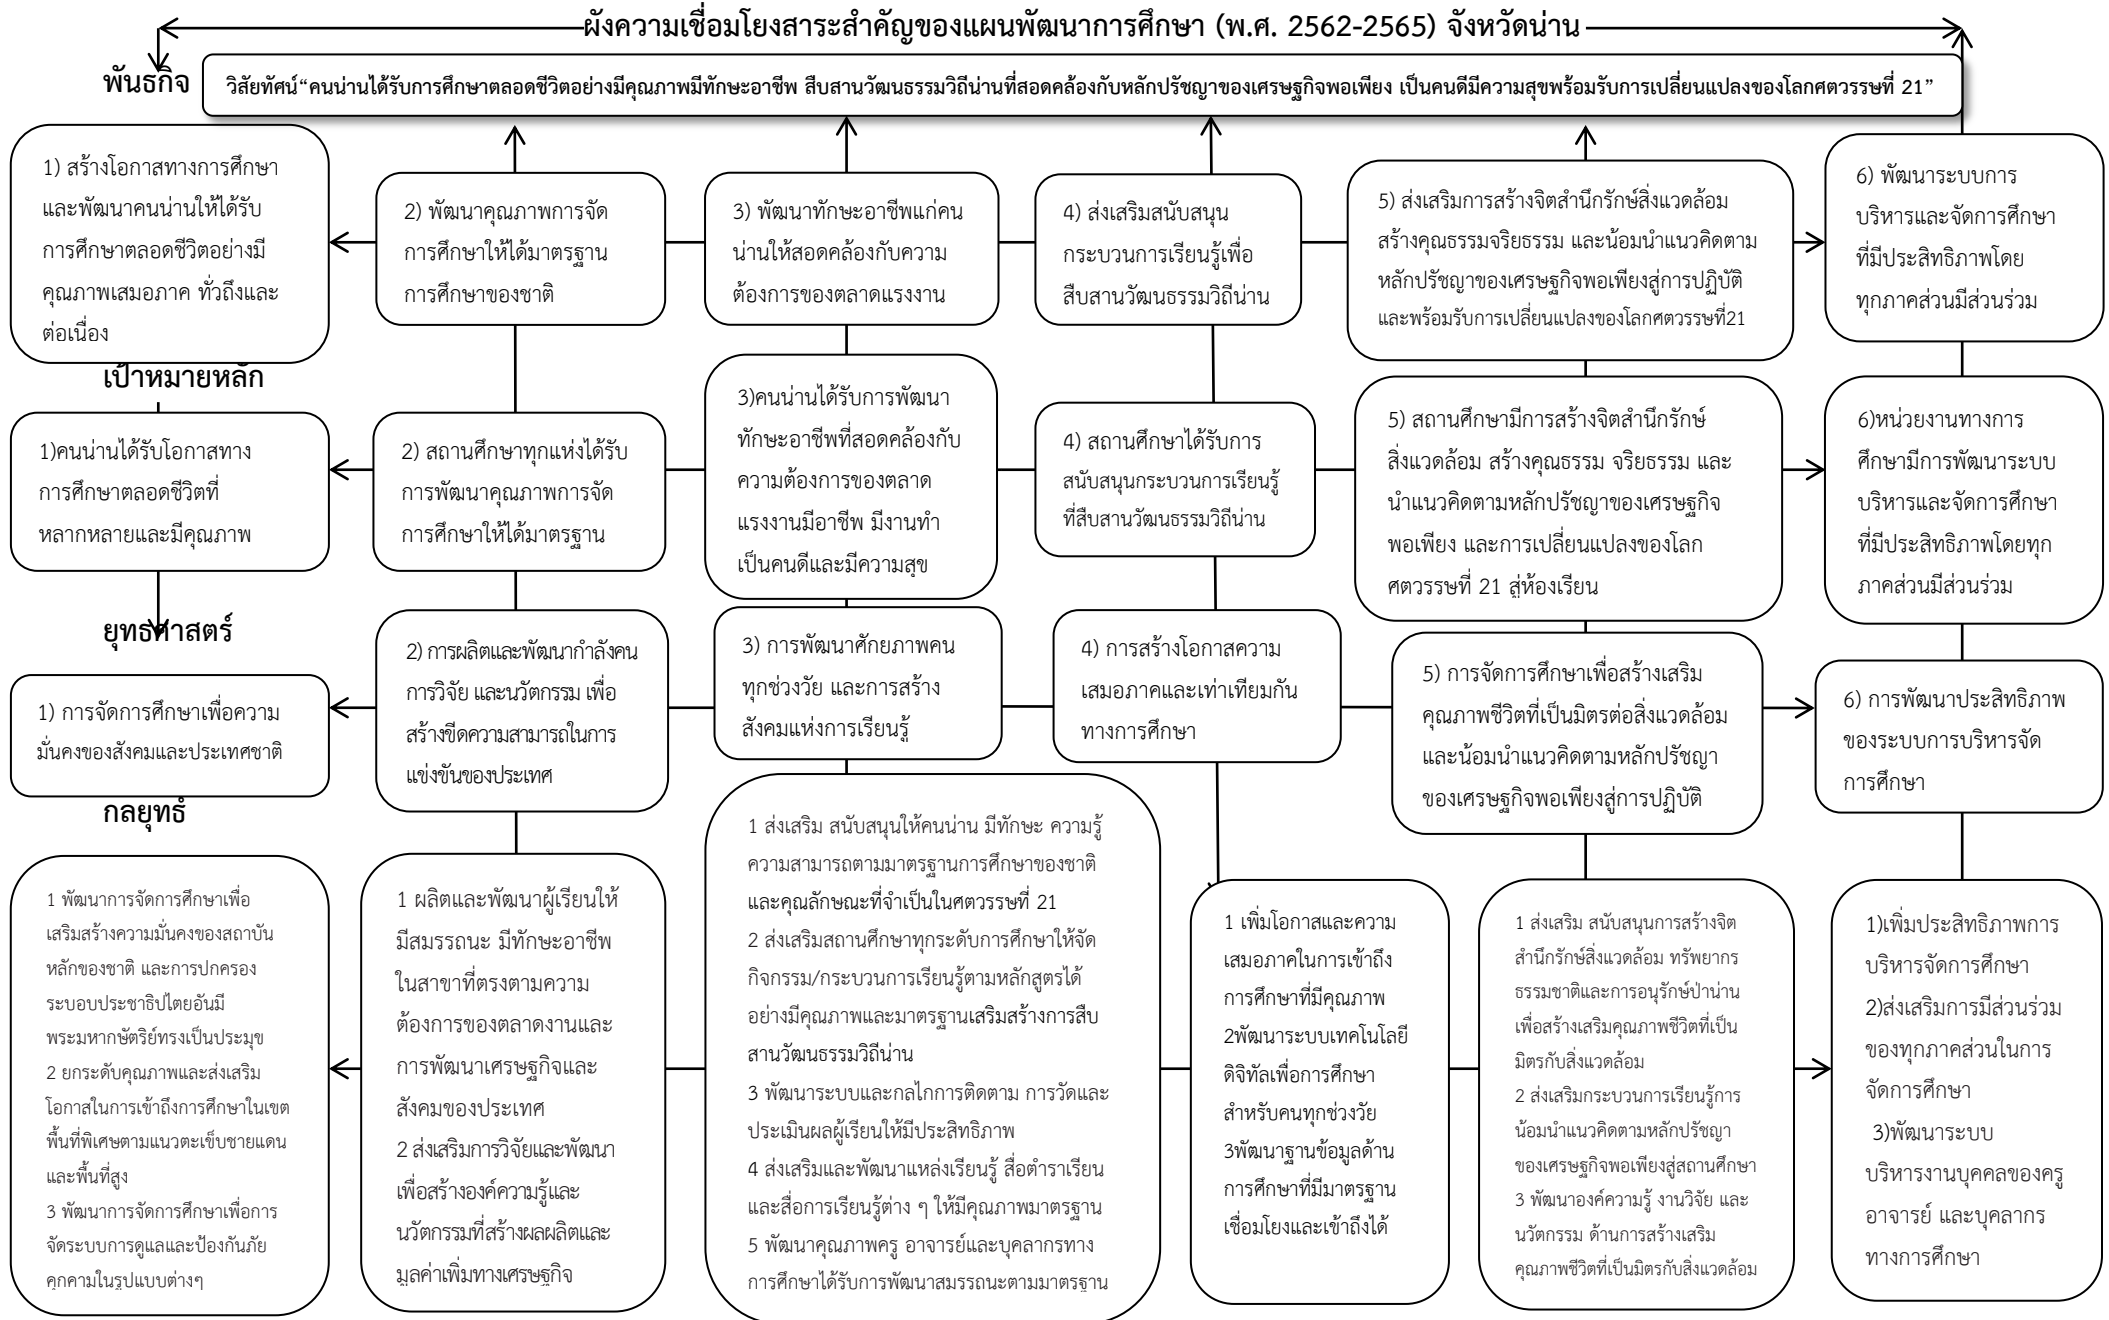 ผังความเชื่อมโยงสาระสำคัญของแผนพัฒนาการศึกษา (พ.ศ. 2562-2565) จังหวัดน่าน
พันธกิจ
วิสัยทัศน์“คนน่านได้รับการศึกษาตลอดชีวิตอย่างมีคุณภาพมีทักษะอาชีพ สืบสานวัฒนธรรมวิถีน่านที่สอดคล้องกับหลักปรัชญาของเศรษฐกิจพอเพียง เป็นคนดีมีความสุขพร้อมรับการเปลี่ยนแปลงของโลกศตวรรษที่ 21”
1) สร้างโอกาสทางการศึกษา
และพัฒนาคนน่านให้ได้รับ
การศึกษาตลอดชีวิตอย่างมี
คุณภาพเสมอภาค ทั่วถึงและ
ต่อเนื่อง
2) พัฒนาคุณภาพการจัด
การศึกษาให้ได้มาตรฐาน
การศึกษาของชาติ
3) พัฒนาทักษะอาชีพแก่คน
น่านให้สอดคล้องกับความ
ต้องการของตลาดแรงงาน
4) ส่งเสริมสนับสนุน
กระบวนการเรียนรู้เพื่อ
สืบสานวัฒนธรรมวิถีน่าน
5) ส่งเสริมการสร้างจิตสำนึกรักษ์สิ่งแวดล้อม
สร้างคุณธรรมจริยธรรม และน้อมนำแนวคิดตาม
หลักปรัชญาของเศรษฐกิจพอเพียงสู่การปฏิบัติ
และพร้อมรับการเปลี่ยนแปลงของโลกศตวรรษที่21
6) พัฒนาระบบการ
บริหารและจัดการศึกษา
ที่มีประสิทธิภาพโดย
ทุกภาคส่วนมีส่วนร่วม
เป้าหมายหลัก
1)คนน่านได้รับโอกาสทาง
การศึกษาตลอดชีวิตที่
หลากหลายและมีคุณภาพ
2) สถานศึกษาทุกแห่งได้รับ
การพัฒนาคุณภาพการจัด
การศึกษาให้ได้มาตรฐาน
3)คนน่านได้รับการพัฒนา
ทักษะอาชีพที่สอดคล้องกับ
ความต้องการของตลาด
แรงงานมีอาชีพ มีงานทำ
เป็นคนดีและมีความสุข
4) สถานศึกษาได้รับการ
สนับสนุนกระบวนการเรียนรู้
ที่สืบสานวัฒนธรรมวิถีน่าน
5) สถานศึกษามีการสร้างจิตสำนึกรักษ์
สิ่งแวดล้อม สร้างคุณธรรม จริยธรรม และ
นำแนวคิดตามหลักปรัชญาของเศรษฐกิจ
พอเพียง และการเปลี่ยนแปลงของโลก
ศตวรรษที่ 21 สู่ห้องเรียน
6)หน่วยงานทางการ
ศึกษามีการพัฒนาระบบ
บริหารและจัดการศึกษา
ที่มีประสิทธิภาพโดยทุก
ภาคส่วนมีส่วนร่วม
ยุทธศาสตร์
1) การจัดการศึกษาเพื่อความ
มั่นคงของสังคมและประเทศชาติ
2) การผลิตและพัฒนากำลังคน
การวิจัย และนวัตกรรม เพื่อ
สร้างขีดความสามารถในการ
แข่งขันของประเทศ
3) การพัฒนาศักยภาพคน
ทุกช่วงวัย และการสร้าง
สังคมแห่งการเรียนรู้
4) การสร้างโอกาสความ
เสมอภาคและเท่าเทียมกัน
ทางการศึกษา
5) การจัดการศึกษาเพื่อสร้างเสริม
คุณภาพชีวิตที่เป็นมิตรต่อสิ่งแวดล้อม
และน้อมนำแนวคิดตามหลักปรัชญา
ของเศรษฐกิจพอเพียงสู่การปฏิบัติ
6) การพัฒนาประสิทธิภาพ
ของระบบการบริหารจัด
การศึกษา
กลยุทธ์
1 พัฒนาการจัดการศึกษาเพื่อ
เสริมสร้างความมั่นคงของสถาบัน
หลักของชาติ และการปกครอง
ระบอบประชาธิปไตยอันมี
พระมหากษัตริย์ทรงเป็นประมุข
2 ยกระดับคุณภาพและส่งเสริม
โอกาสในการเข้าถึงการศึกษาในเขต
พื้นที่พิเศษตามแนวตะเข็บชายแดน
และพื้นที่สูง
3 พัฒนาการจัดการศึกษาเพื่อการ
จัดระบบการดูแลและป้องกันภัย
คุกคามในรูปแบบต่างๆ
1 ผลิตและพัฒนาผู้เรียนให้
มีสมรรถนะ มีทักษะอาชีพ
ในสาขาที่ตรงตามความ
ต้องการของตลาดงานและ
การพัฒนาเศรษฐกิจและ
สังคมของประเทศ
2 ส่งเสริมการวิจัยและพัฒนา
เพื่อสร้างองค์ความรู้และ
นวัตกรรมที่สร้างผลผลิตและ
มูลค่าเพิ่มทางเศรษฐกิจ
1 ส่งเสริม สนับสนุนให้คนน่าน มีทักษะ ความรู้
ความสามารถตามมาตรฐานการศึกษาของชาติ
และคุณลักษณะที่จำเป็นในศตวรรษที่ 21
2 ส่งเสริมสถานศึกษาทุกระดับการศึกษาให้จัด
กิจกรรม/กระบวนการเรียนรู้ตามหลักสูตรได้
อย่างมีคุณภาพและมาตรฐานเสริมสร้างการสืบ
สานวัฒนธรรมวิถีน่าน
3 พัฒนาระบบและกลไกการติดตาม การวัดและ
ประเมินผลผู้เรียนให้มีประสิทธิภาพ
4 ส่งเสริมและพัฒนาแหล่งเรียนรู้ สื่อตำราเรียน
และสื่อการเรียนรู้ต่าง ๆ ให้มีคุณภาพมาตรฐาน
5 พัฒนาคุณภาพครู อาจารย์และบุคลากรทาง
การศึกษาได้รับการพัฒนาสมรรถนะตามมาตรฐาน
1 เพิ่มโอกาสและความ
เสมอภาคในการเข้าถึง
การศึกษาที่มีคุณภาพ
2พัฒนาระบบเทคโนโลยี
ดิจิทัลเพื่อการศึกษา
สำหรับคนทุกช่วงวัย
3พัฒนาฐานข้อมูลด้าน
การศึกษาที่มีมาตรฐาน
เชื่อมโยงและเข้าถึงได้
1 ส่งเสริม สนับสนุนการสร้างจิต
สำนึกรักษ์สิ่งแวดล้อม ทรัพยากร
ธรรมชาติและการอนุรักษ์ป่าน่าน
เพื่อสร้างเสริมคุณภาพชีวิตที่เป็น
มิตรกับสิ่งแวดล้อม
2 ส่งเสริมกระบวนการเรียนรู้การ
น้อมนำแนวคิดตามหลักปรัชญา
ของเศรษฐกิจพอเพียงสู่สถานศึกษา
3 พัฒนาองค์ความรู้ งานวิจัย และ
นวัตกรรม ด้านการสร้างเสริม
คุณภาพชีวิตที่เป็นมิตรกับสิ่งแวดล้อม
1)เพิ่มประสิทธิภาพการ
บริหารจัดการศึกษา
2)ส่งเสริมการมีส่วนร่วม
ของทุกภาคส่วนในการ
จัดการศึกษา
3)พัฒนาระบบ
บริหารงานบุคคลของครู
อาจารย์ และบุคลากร
ทางการศึกษา